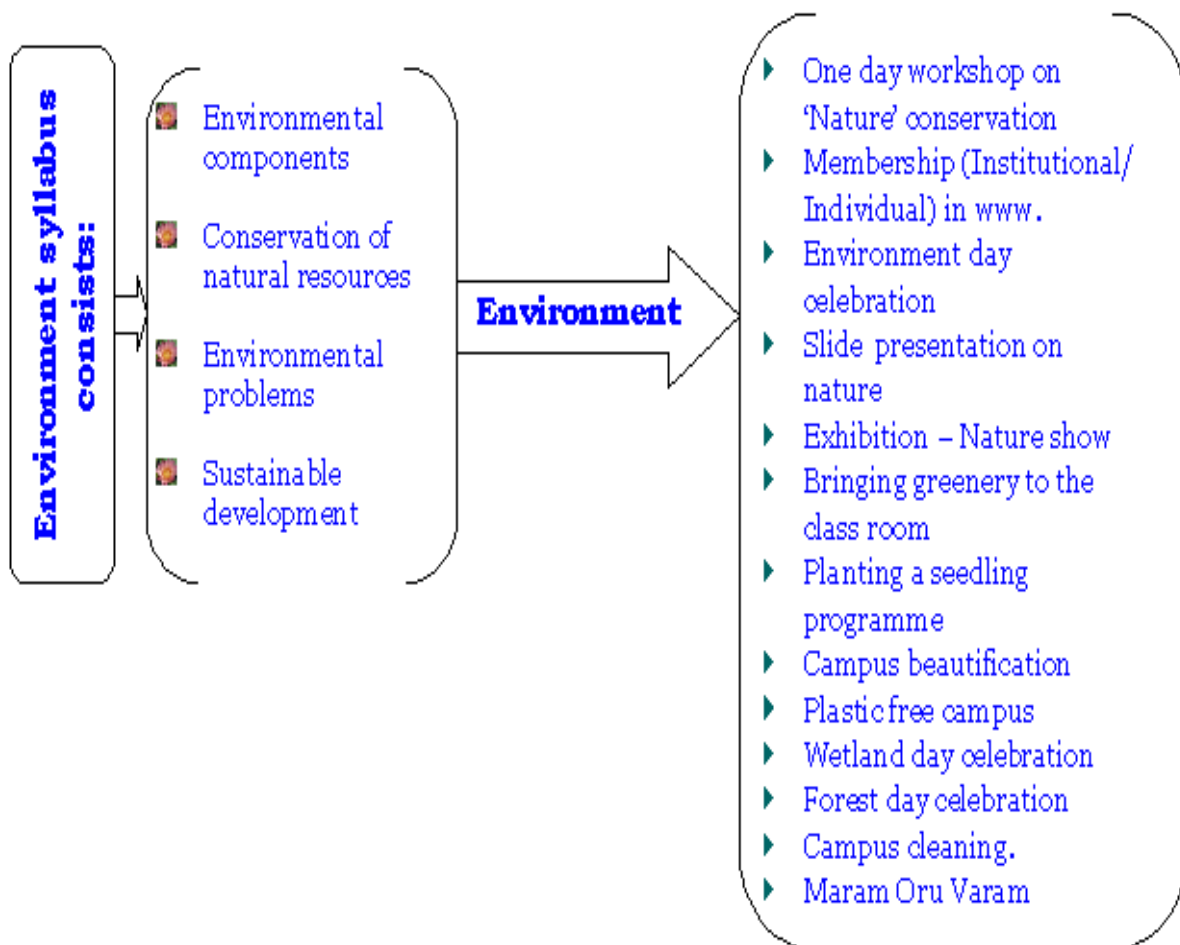 Environment syllabus
consists:
Environmental
components
Conservation of
natural resources
Environmental
problems
Sustainable
development
Environment
One day workshop on
‘Nature’ conservation
Membership (Institutional/
Individual) in www.
Environment day
celebration
Slide presentation on
nature
Exhibition – Nature show
Bringing greenery to the
class room
Planting a seedling
programme
Campus beautification
Plastic free campus
Wetland day celebration
Forest day celebration
Campus cleaning.
Maram Oru Varam